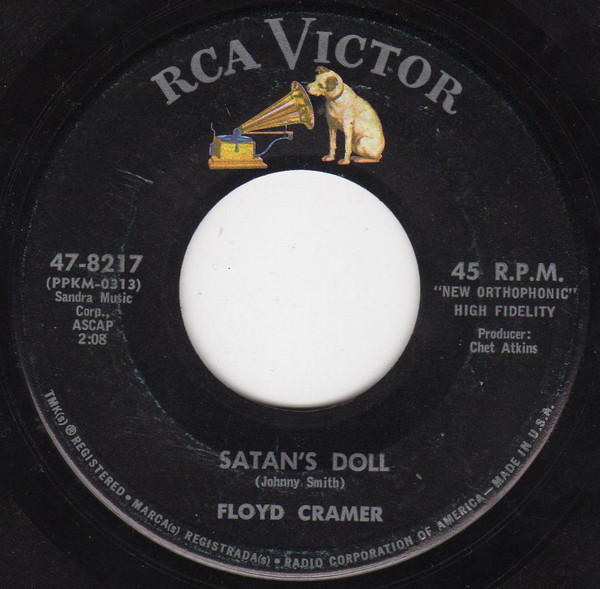 RCA VICTOR
47-8217
(PPKM-0313)
Sandra Music
Corp.,
ASCAP
2:08
45 R.P.M.
"NEW ORTHOPHONIC"
HIGH FIDELITY
Producer:
Chet Atkins
SATAN'S DOLL
(Johnny Smith)
FLOYD CRAMER
TMK(s) ® REGISTERED • MARCA(s) REGISTRADA(s) • RADIO CORPORATION OF AMERICA—MADE IN U.S.A.